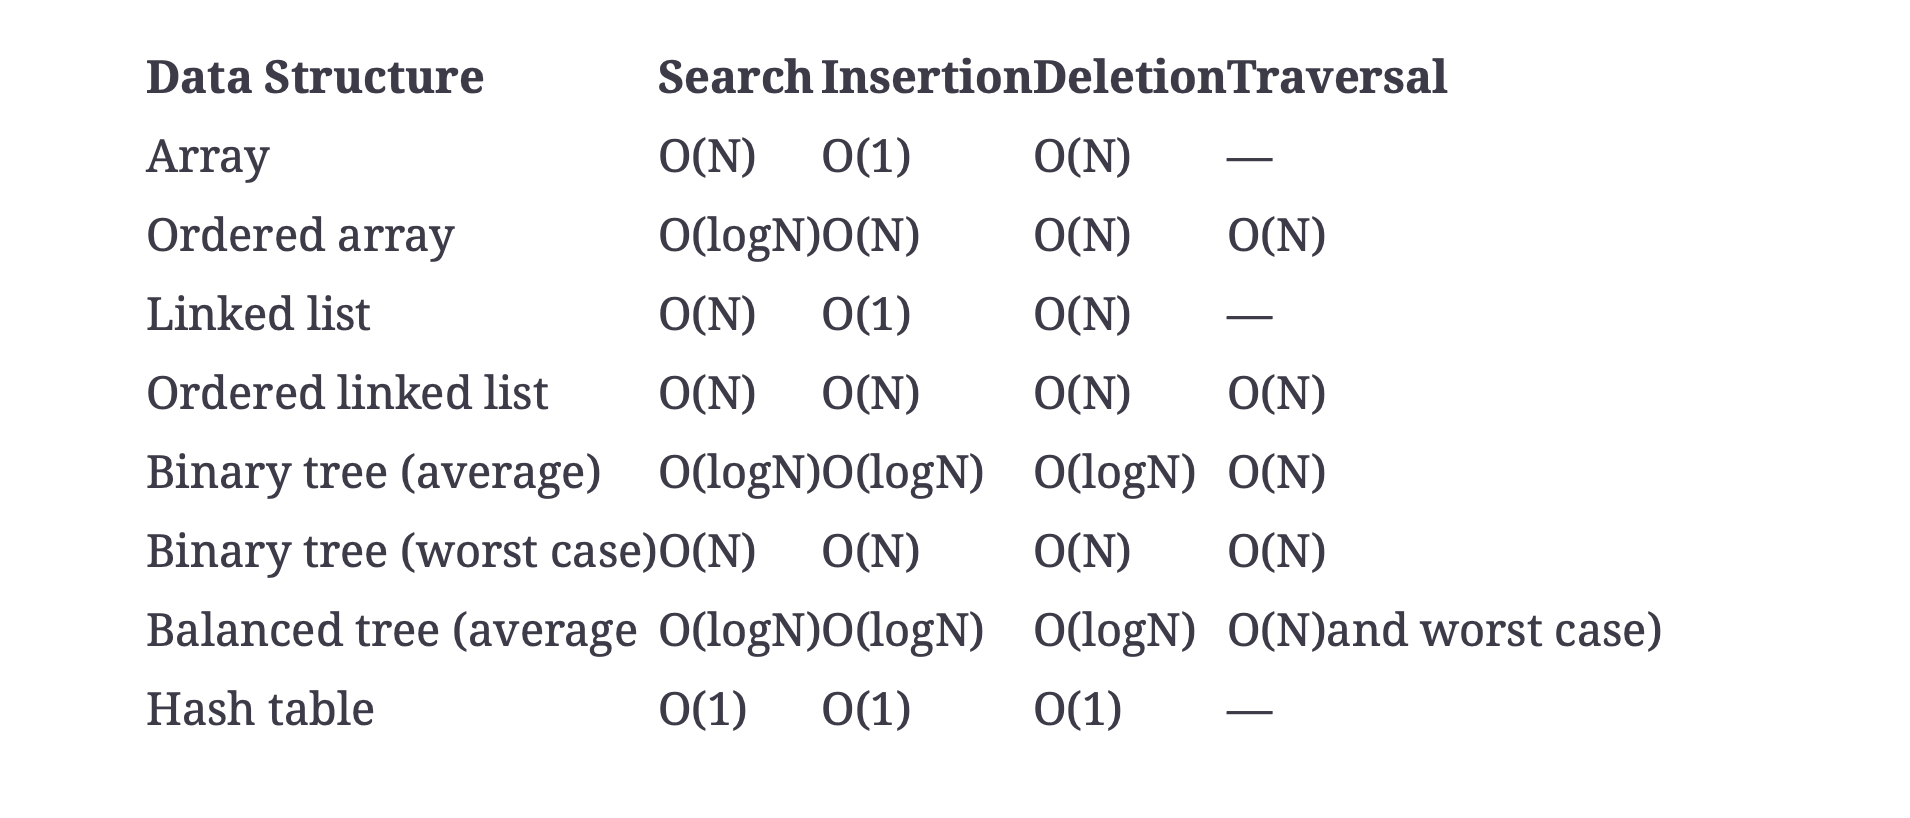 Data Structure Search Insertion Deletion Traversal
Array O(N) O(1) O(N) —
Ordered array O(logN) O(N) O(N) O(N)
Linked list O(N) O(1) O(N) —
Ordered linked list O(N) O(N) O(N) O(N)
Binary tree (average) O(logN) O(logN) O(logN) O(N)
Binary tree (worst case) O(N) O(N) O(N) O(N)
Balanced tree (average O(logN) O(logN) O(logN) O(N)and worst case)
Hash table O(1) O(1) O(1) —